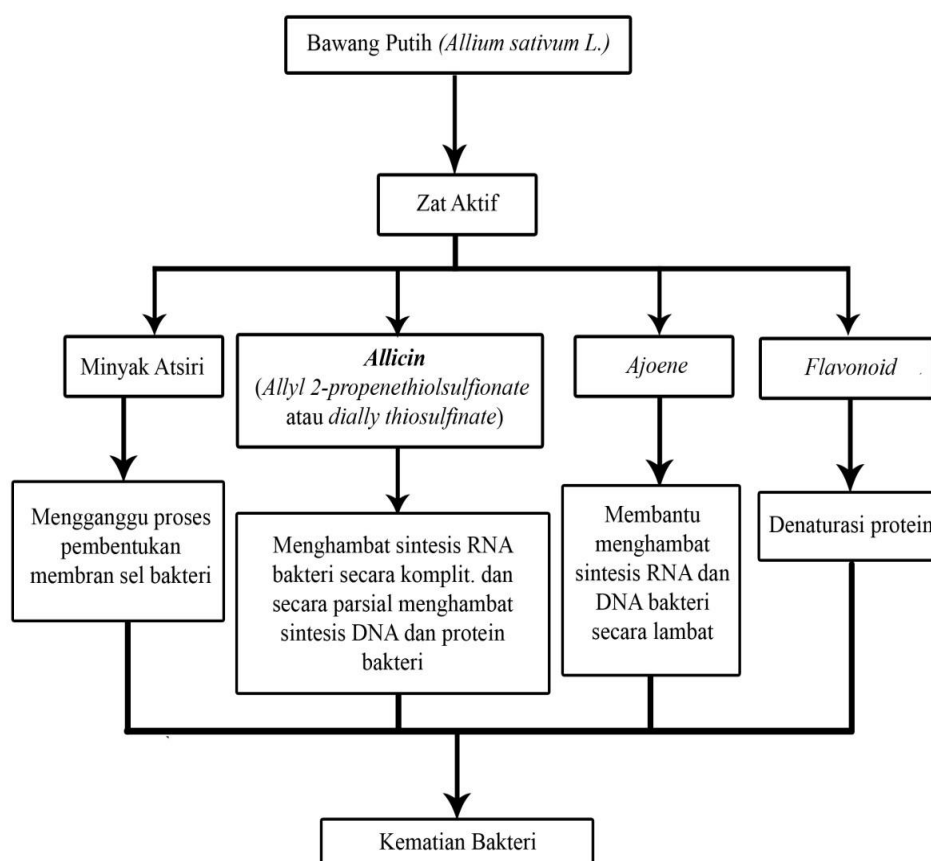 Bawang Putih (Allium sativum L.)
Zat Aktif
Minyak Atsiri
Allicin
(Allyl 2-propenethiolsulfionate
atau dially thiosulfinate)
Ajoene
Flavonoid .
Mengganggu proses
pembentukan
membran sel bakteri
Menghambat sintesis RNA
bakteri secara komplit. dan
secara parsial menghambat
sintesis DNA dan protein
bakteri
Membantu
menghambat
sintesis RNA dan
DNA bakteri
secara lambat
Denaturasi protein
Kematian Bakteri